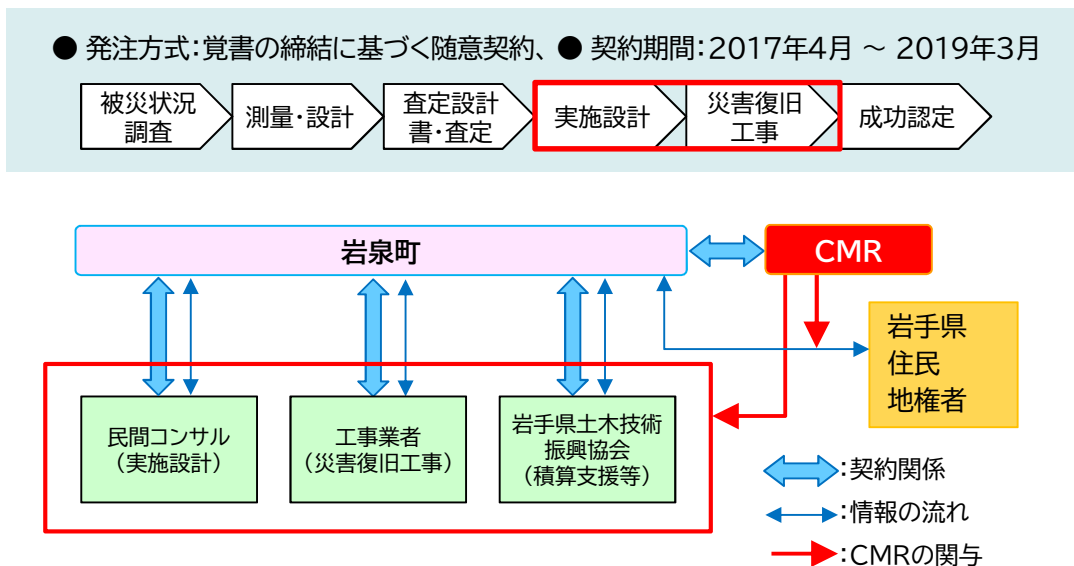 ● 発注方式：覚書の締結に基づく随意契約、 ● 契約期間：2017年4月 ～ 2019年3月
被災状況
調査
測量・設計
査定設計
書・査定
実施設計
災害復旧
工事
成功認定
岩泉町
CMR
岩手県
住民
地権者
民間コンサル
（実施設計）
工事業者
（災害復旧工事）
岩手県土木技術
振興協会
（積算支援等）
：契約関係
：情報の流れ
：CMRの関与